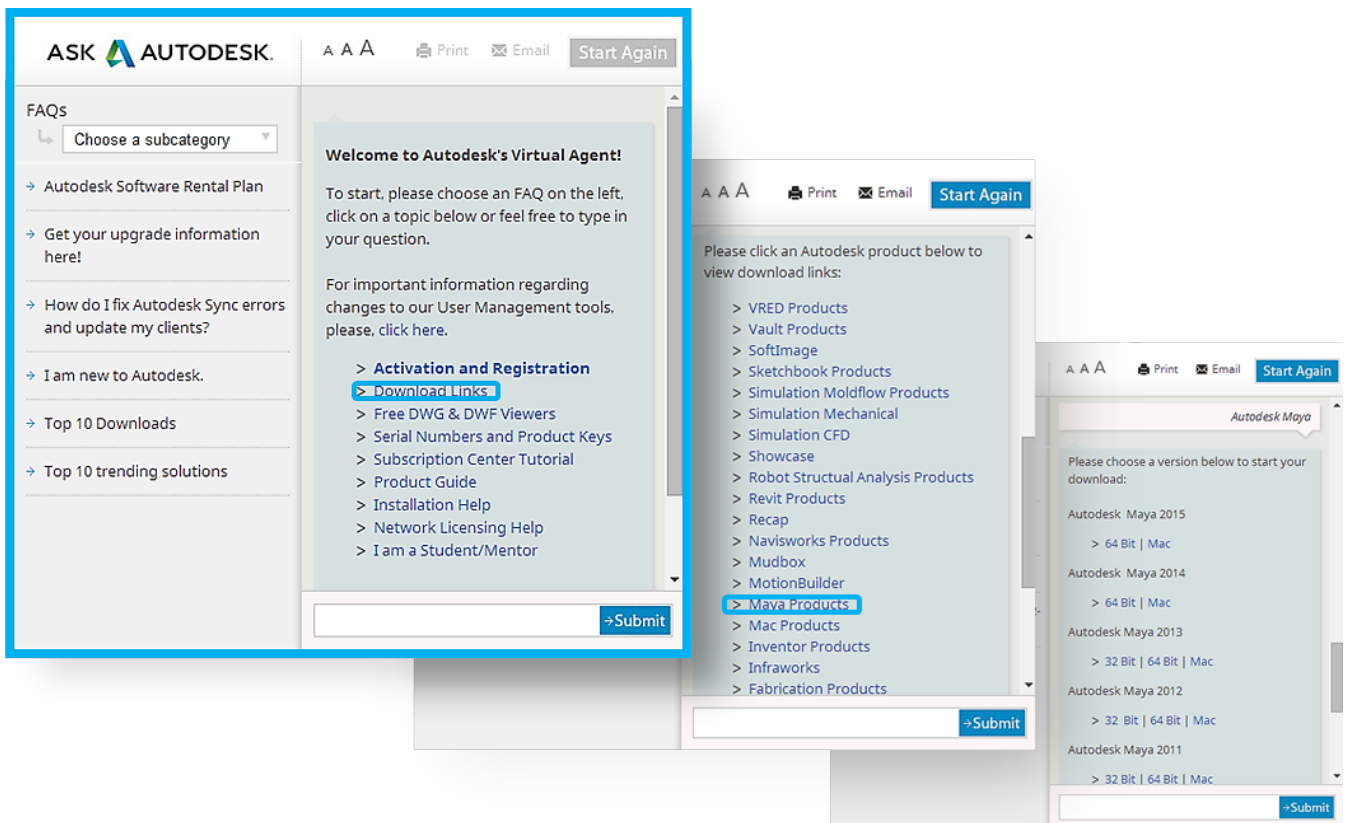 ASK AUTODESK.
A A A Print Email Start Again
FAQs
Choose a subcategory
Autodesk Software Rental Plan
Get your upgrade information
here!
How do I fix Autodesk Sync errors
and update my clients?
I am new to Autodesk.
Top 10 Downloads
Top 10 trending solutions
Welcome to Autodesk's Virtual Agent!
To start, please choose an FAQ on the left,
click on a topic below or feel free to type in
your question.
For important information regarding
changes to our User Management tools,
please, click here.
> Activation and Registration
> Download Links
> Free DWG & DWF Viewers
> Serial Numbers and Product Keys
> Subscription Center Tutorial
> Product Guide
> Installation Help
> Network Licensing Help
> I am a Student/Mentor
Submit
A A A Print Email Start Again
Please click an Autodesk product below to
view download links:
> VRED Products
> Vault Products
> SoftImage
> Sketchbook Products
> Simulation Moldflow Products
> Simulation Mechanical
> Simulation CFD
> Showcase
> Robot Structual Analysis Products
> Revit Products
> Recap
> Navisworks Products
> Mudbox
> MotionBuilder
> Maya Products
> Mac Products
> Inventor Products
> Infraworks
> Fabrication Products
Submit
A A A Print Email Start Again
Autodesk Maya
Please choose a version below to start your
download:
Autodesk Maya 2015
> 64 Bit | Mac
Autodesk Maya 2014
> 64 Bit | Mac
Autodesk Maya 2013
> 32 Bit | 64 Bit | Mac
Autodesk Maya 2012
> 32 Bit | 64 Bit | Mac
Autodesk Maya 2011
> 32 Bit | 64 Bit | Mac
Submit